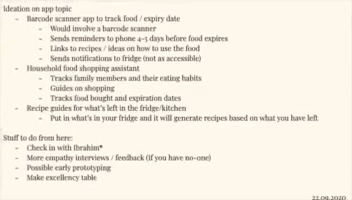 Ideation on app topic
- Barcode scanner app to track food / expiry date
- Would involve a barcode scanner
- Sends reminders to phone 4-5 days before food expires
- Links to recipes / ideas on how to use the food
- Sends notifications to fridge (not as accessible)
- Household food shopping assistant
- Tracks family members and their eating habits
- Guides on shopping
- Tracks food bought and expiration dates
- Recipe guides for what's left in the fridge/kitchen
- Put in what's in your fridge and it will generate recipes based on what you have left
Stuff to do from here:
- Check in with Ibrahim*
- More empathy interviews / feedback (if you have no-one)
- Possible early prototyping
- Make excellency table
22.09.2020